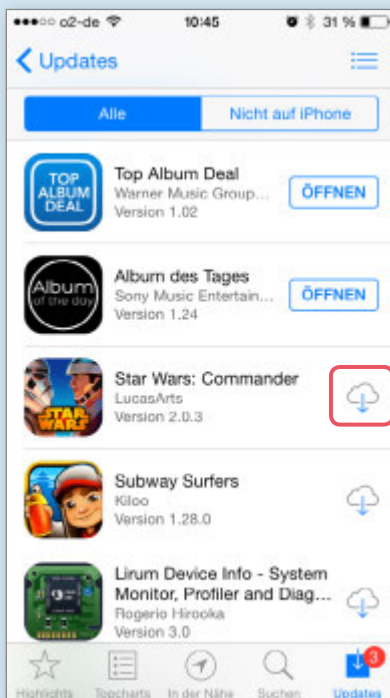 o2-de 10:45 31 %
Updates
Alle Nicht auf iPhone
TOP
ALBUM
DEAL
Top Album Deal
Warner Music Group...
Version 1.02
ÖFFNEN
Album
of the day
Album des Tages
Sony Music Entertain...
Version 1.24
ÖFFNEN
STAR
WARS
Star Wars: Commander
LucasArts
Version 2.0.3
Subway Surfers
Kiloo
Version 1.28.0
Lirum Device Info - System
Monitor, Profiler and Diag...
Rogerio Hirooka
Version 3.0
3
Highlights Topcharts In der Nähe Suchen Updates